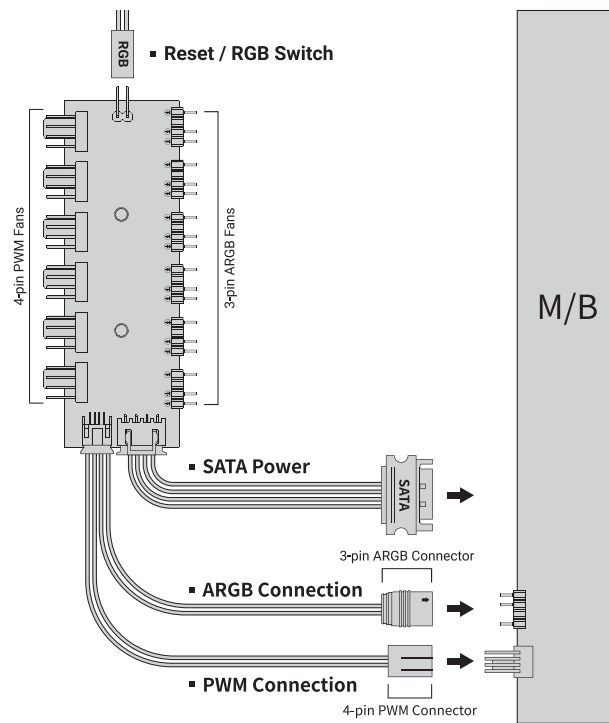 RGB
▪ Reset / RGB Switch
4-pin PWM Fans
3-pin ARGB Fans
M/B
▪ SATA Power
SATA
3-pin ARGB Connector
▪ ARGB Connection
▪ PWM Connection
4-pin PWM Connector